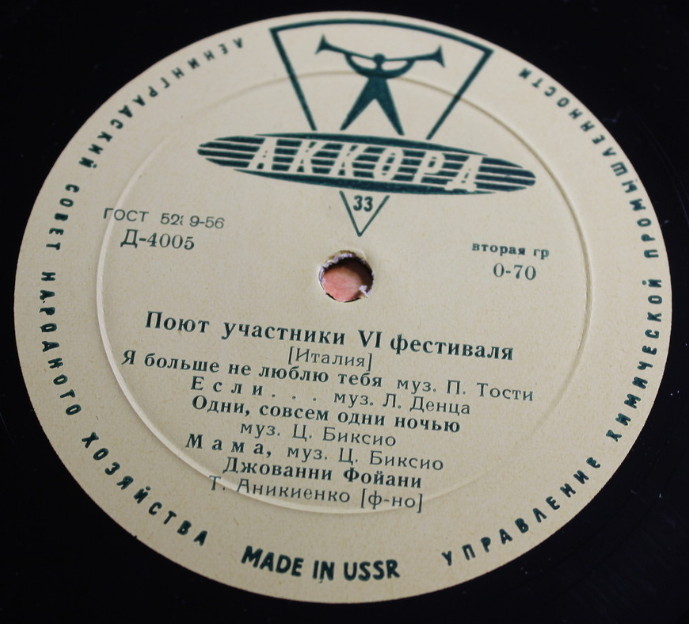 ЛЕНИНГРАДСКИЙ СОВЕТ НАРОДНОГО ХОЗЯЙСТВА
УПРАВЛЕНИЕ ХИМИЧЕСКОЙ ПРОМЫШЛЕННОСТИ
АККОРД
33
ГОСТ 5289-56
Д-4005
вторая гр
0-70
Поют участники VI фестиваля
[Италия]
Я больше не люблю тебя муз. П. Тости
Если... муз. Л. Денца
Одни, совсем одни ночью
муз. Ц. Биксио
Мама, муз. Ц. Биксио
Джованни Фойани
Т. Аникиенко [ф-но]
MADE IN USSR